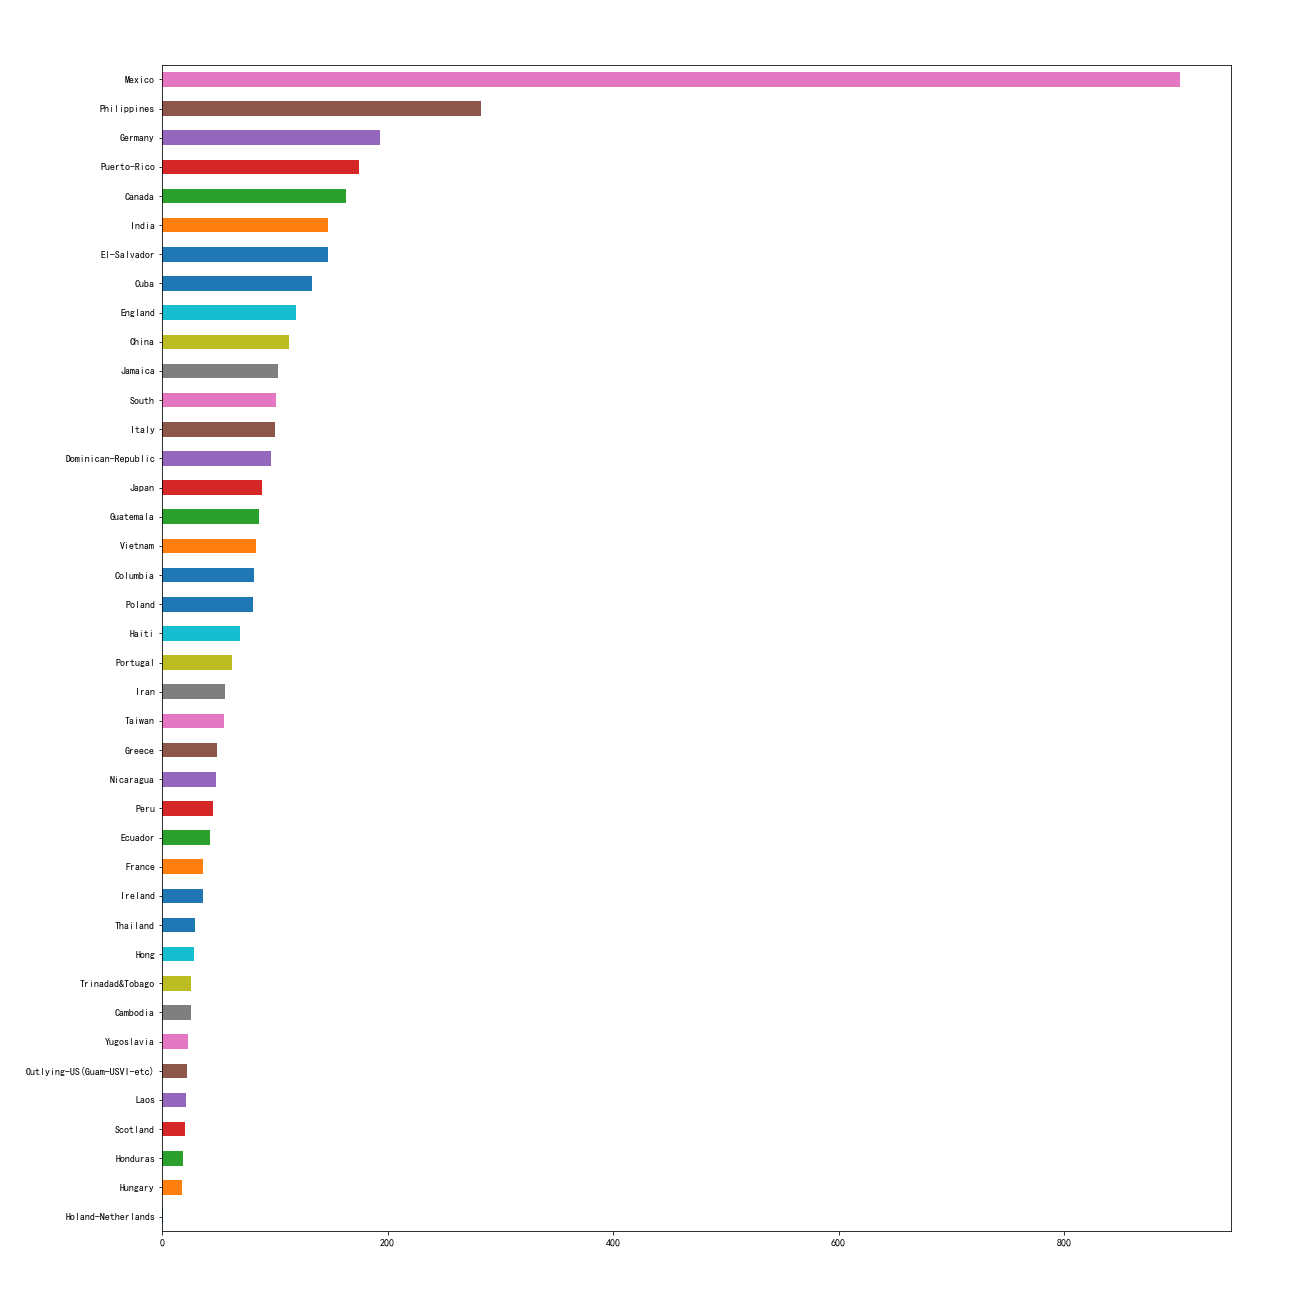 Mexico
Philippines
Germany
Puerto-Rico
Canada
India
El-Salvador
Cuba
England
China
Jamaica
South
Italy
Dominican-Republic
Japan
Guatemala
Vietnam
Columbia
Poland
Haiti
Portugal
Iran
Taiwan
Greece
Nicaragua
Peru
Ecuador
France
Ireland
Thailand
Hong
Trinadad&Tobago
Cambodia
Yugoslavia
Outlying-US(Guam-USVI-etc)
Laos
Scotland
Honduras
Hungary
Holand-Netherlands
0 200 400 600 800